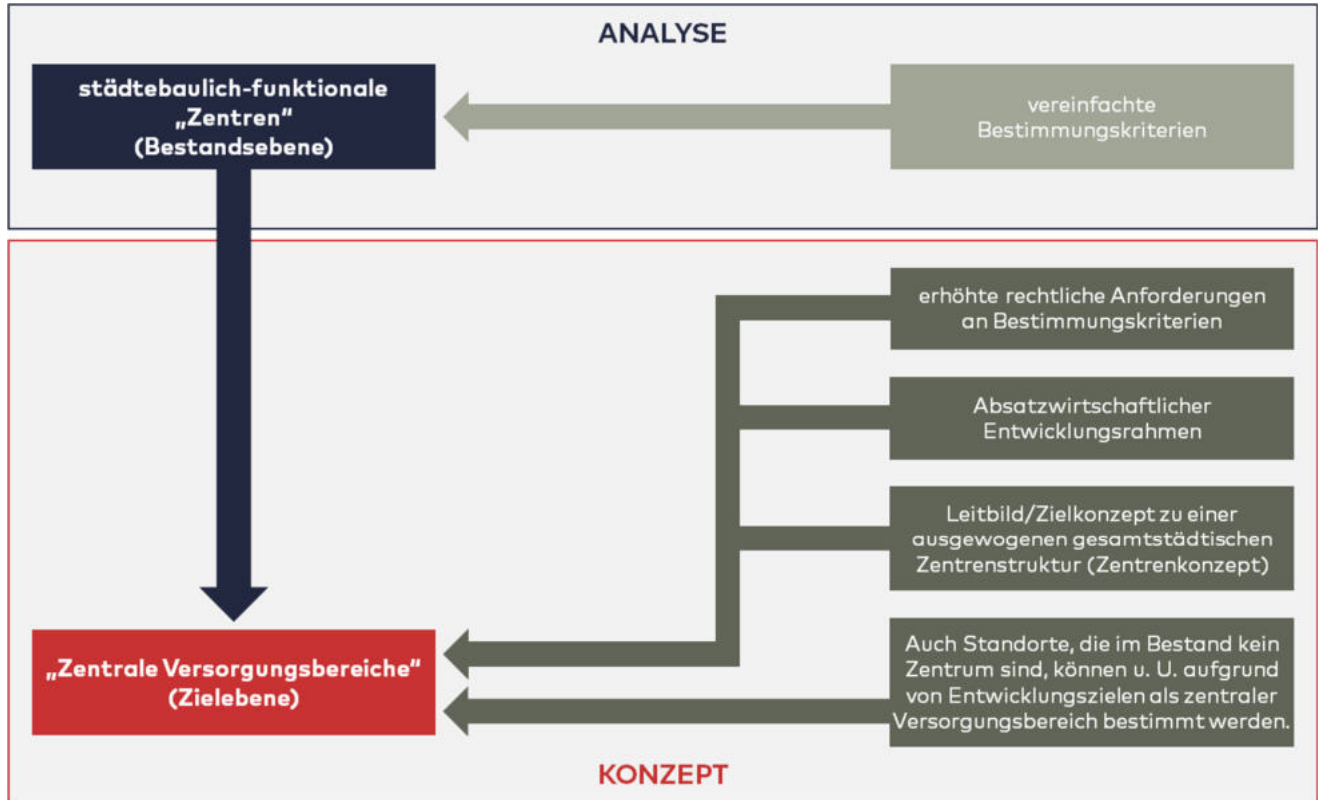 ANALYSE
städtebaulich-funktionale
„Zentren“
(Bestandsebene)
vereinfachte
Bestimmungskriterien
erhöhte rechtliche Anforderungen
an Bestimmungskriterien
Absatzwirtschaftlicher
Entwicklungsrahmen
Leitbild/Zielkonzept zu einer
ausgewogenen gesamtstädtischen
Zentrenstruktur (Zentrenkonzept)
„Zentrale Versorgungsbereiche“
(Zielebene)
Auch Standorte, die im Bestand kein
Zentrum sind, können u. U. aufgrund
von Entwicklungszielen als zentraler
Versorgungsbereich bestimmt werden.
KONZEPT